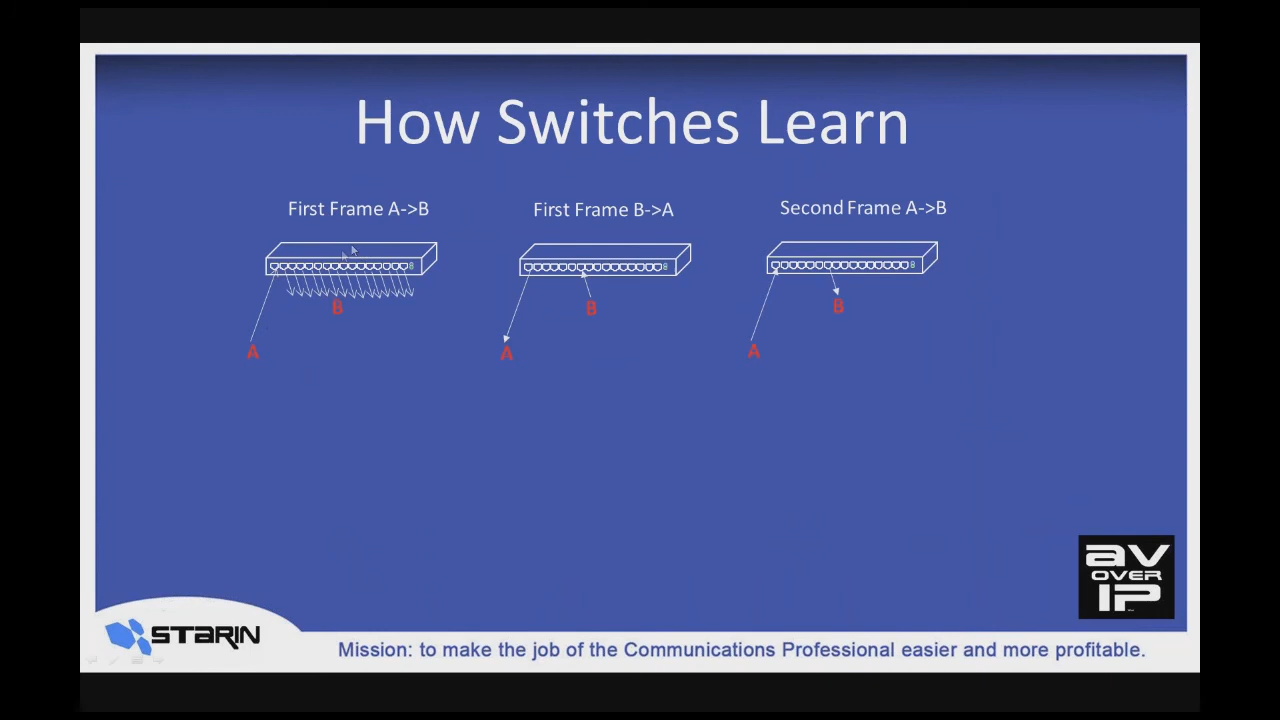 How Switches Learn
First Frame A->B
First Frame B->A
Second Frame A->B
B
A
B
A
B
A
av
OVER
IP
STARIN
Mission: to make the job of the Communications Professional easier and more profitable.